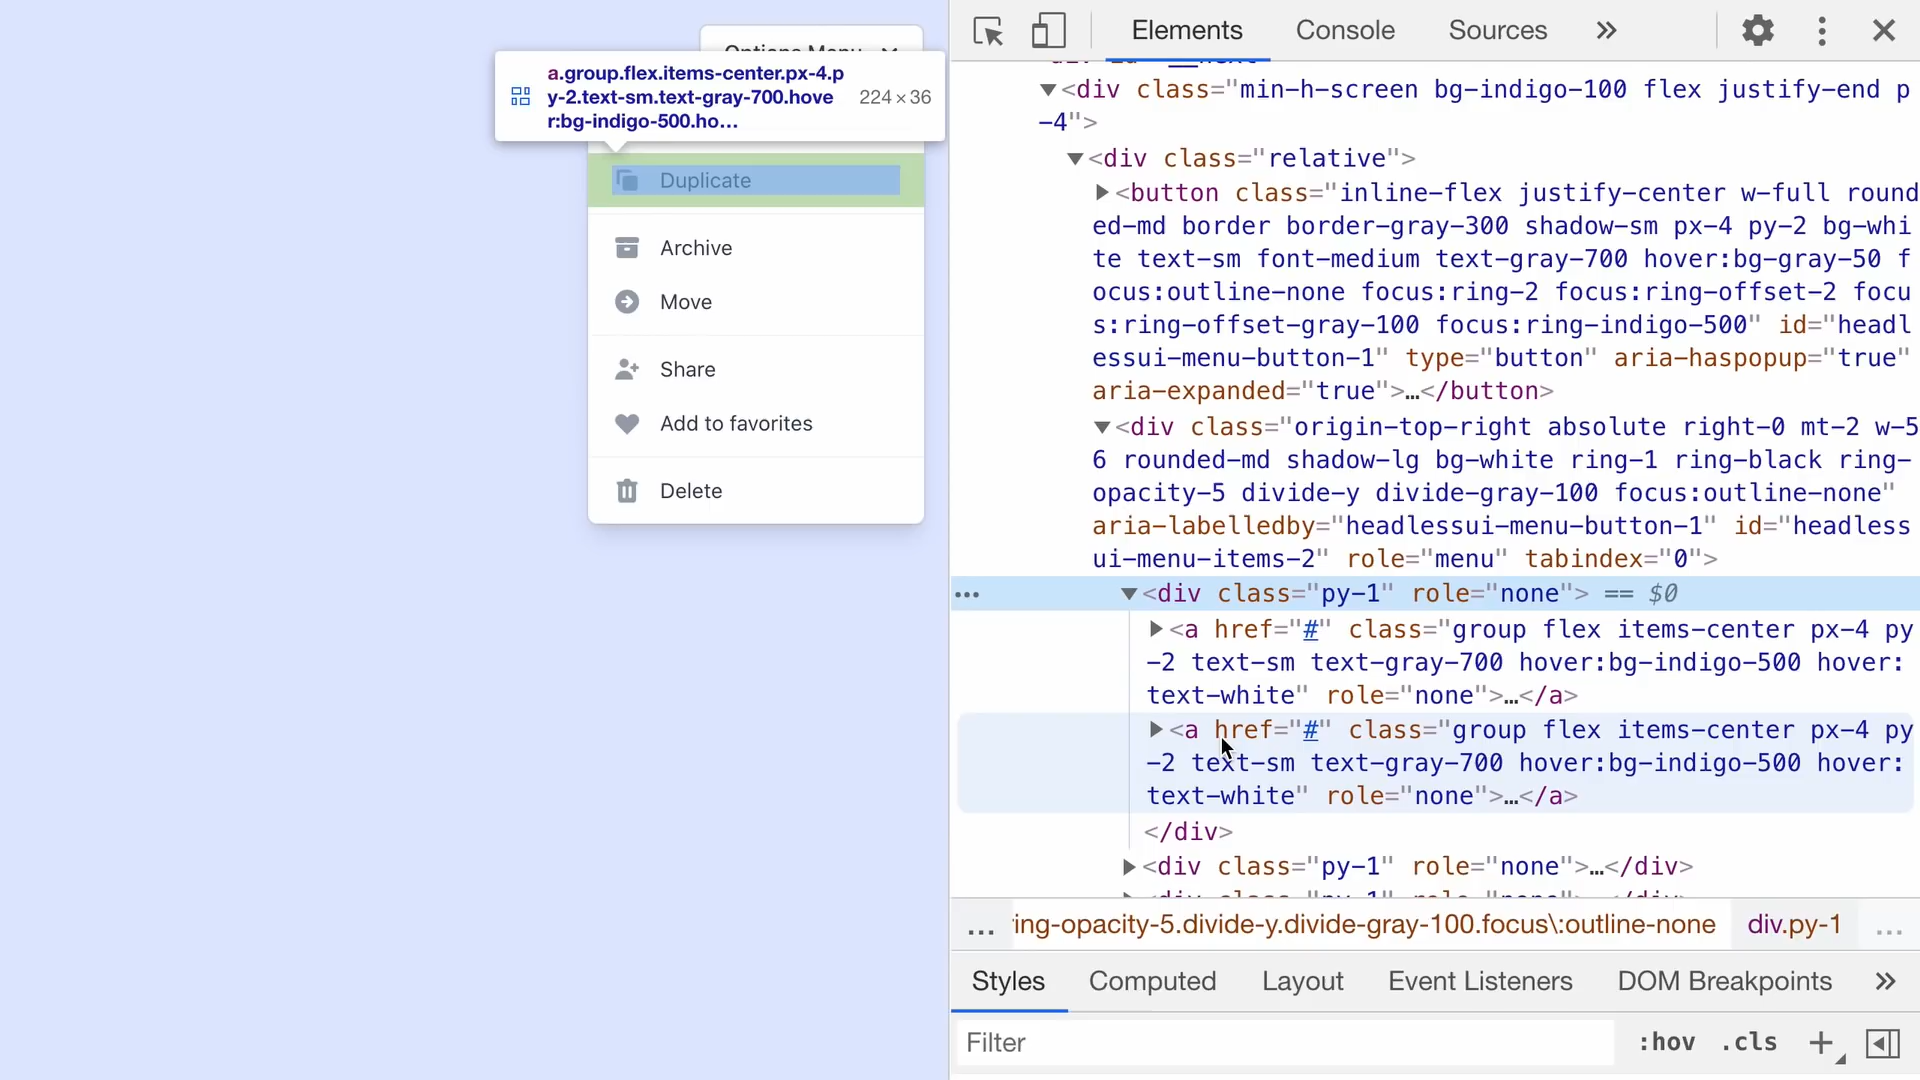 Options Menu
a.group.flex.items-center.px-4.p
y-2.text-sm.text-gray-700.hove
r:bg-indigo-500.ho…
224 × 36
Duplicate
Archive
Move
Share
Add to favorites
Delete
Elements Console Sources »
<div class="min-h-screen bg-indigo-100 flex justify-end p
-4">
<div class="relative">
<button class="inline-flex justify-center w-full round
ed-md border border-gray-300 shadow-sm px-4 py-2 bg-whi
te text-sm font-medium text-gray-700 hover:bg-gray-50 f
ocus:outline-none focus:ring-2 focus:ring-offset-2 focu
s:ring-offset-gray-100 focus:ring-indigo-500" id="headl
essui-menu-button-1" type="button" aria-haspopup="true"
aria-expanded="true">…</button>
<div class="origin-top-right absolute right-0 mt-2 w-5
6 rounded-md shadow-lg bg-white ring-1 ring-black ring-
opacity-5 divide-y divide-gray-100 focus:outline-none"
aria-labelledby="headlessui-menu-button-1" id="headless
ui-menu-items-2" role="menu" tabindex="0">
… <div class="py-1" role="none"> == $0
<a href="#" class="group flex items-center px-4 py
-2 text-sm text-gray-700 hover:bg-indigo-500 hover:
text-white" role="none">…</a>
<a href="#" class="group flex items-center px-4 py
-2 text-sm text-gray-700 hover:bg-indigo-500 hover:
text-white" role="none">…</a>
</div>
<div class="py-1" role="none">…</div>
<div class="py-1" role="none">…</div>
… ring-opacity-5.divide-y.divide-gray-100.focus\:outline-none div.py-1 …
Styles Computed Layout Event Listeners DOM Breakpoints »
Filter :hov .cls +